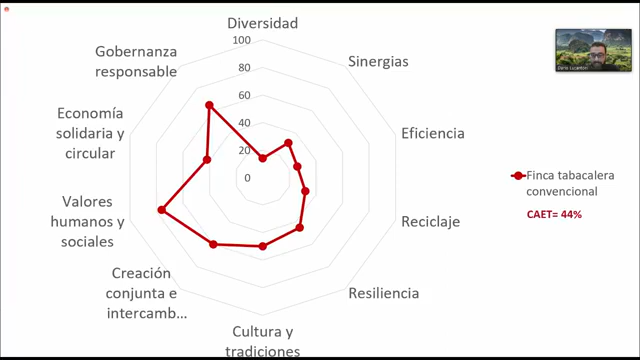 Diversidad
100
80
60
40
20
0
Sinergias
Eficiencia
Reciclaje
Resiliencia
Cultura y
tradiciones
Creación
conjunta e
intercamb...
Valores
humanos y
sociales
Economía
solidaria y
circular
Gobernanza
responsable
Finca tabacalera
convencional
CAET= 44%